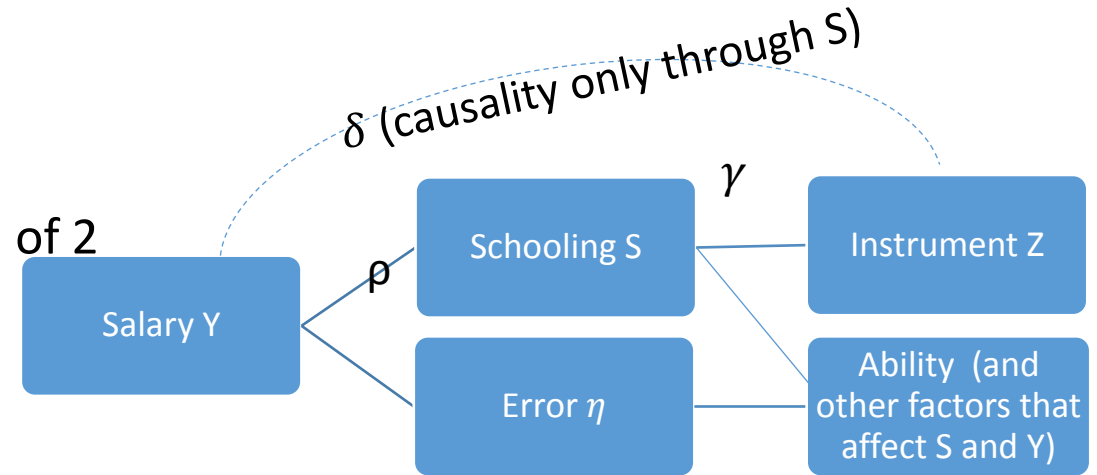 δ (causality only through S)
γ
of 2
Schooling S
Instrument Z
ρ
Salary Y
Error η
Ability (and
other factors that
affect S and Y)